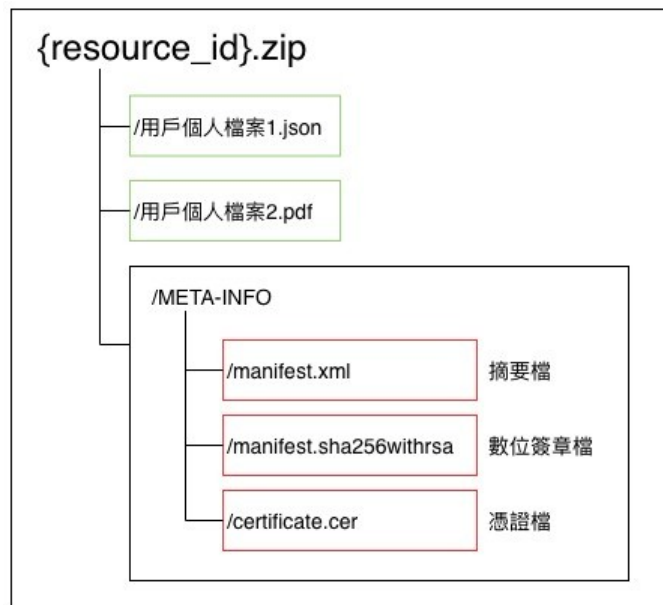 {resource_id}.zip
/用戶個人檔案1.json
/用戶個人檔案2.pdf
/META-INFO
/manifest.xml 摘要檔
/manifest.sha256withrsa 數位簽章檔
/certificate.cer 憑證檔